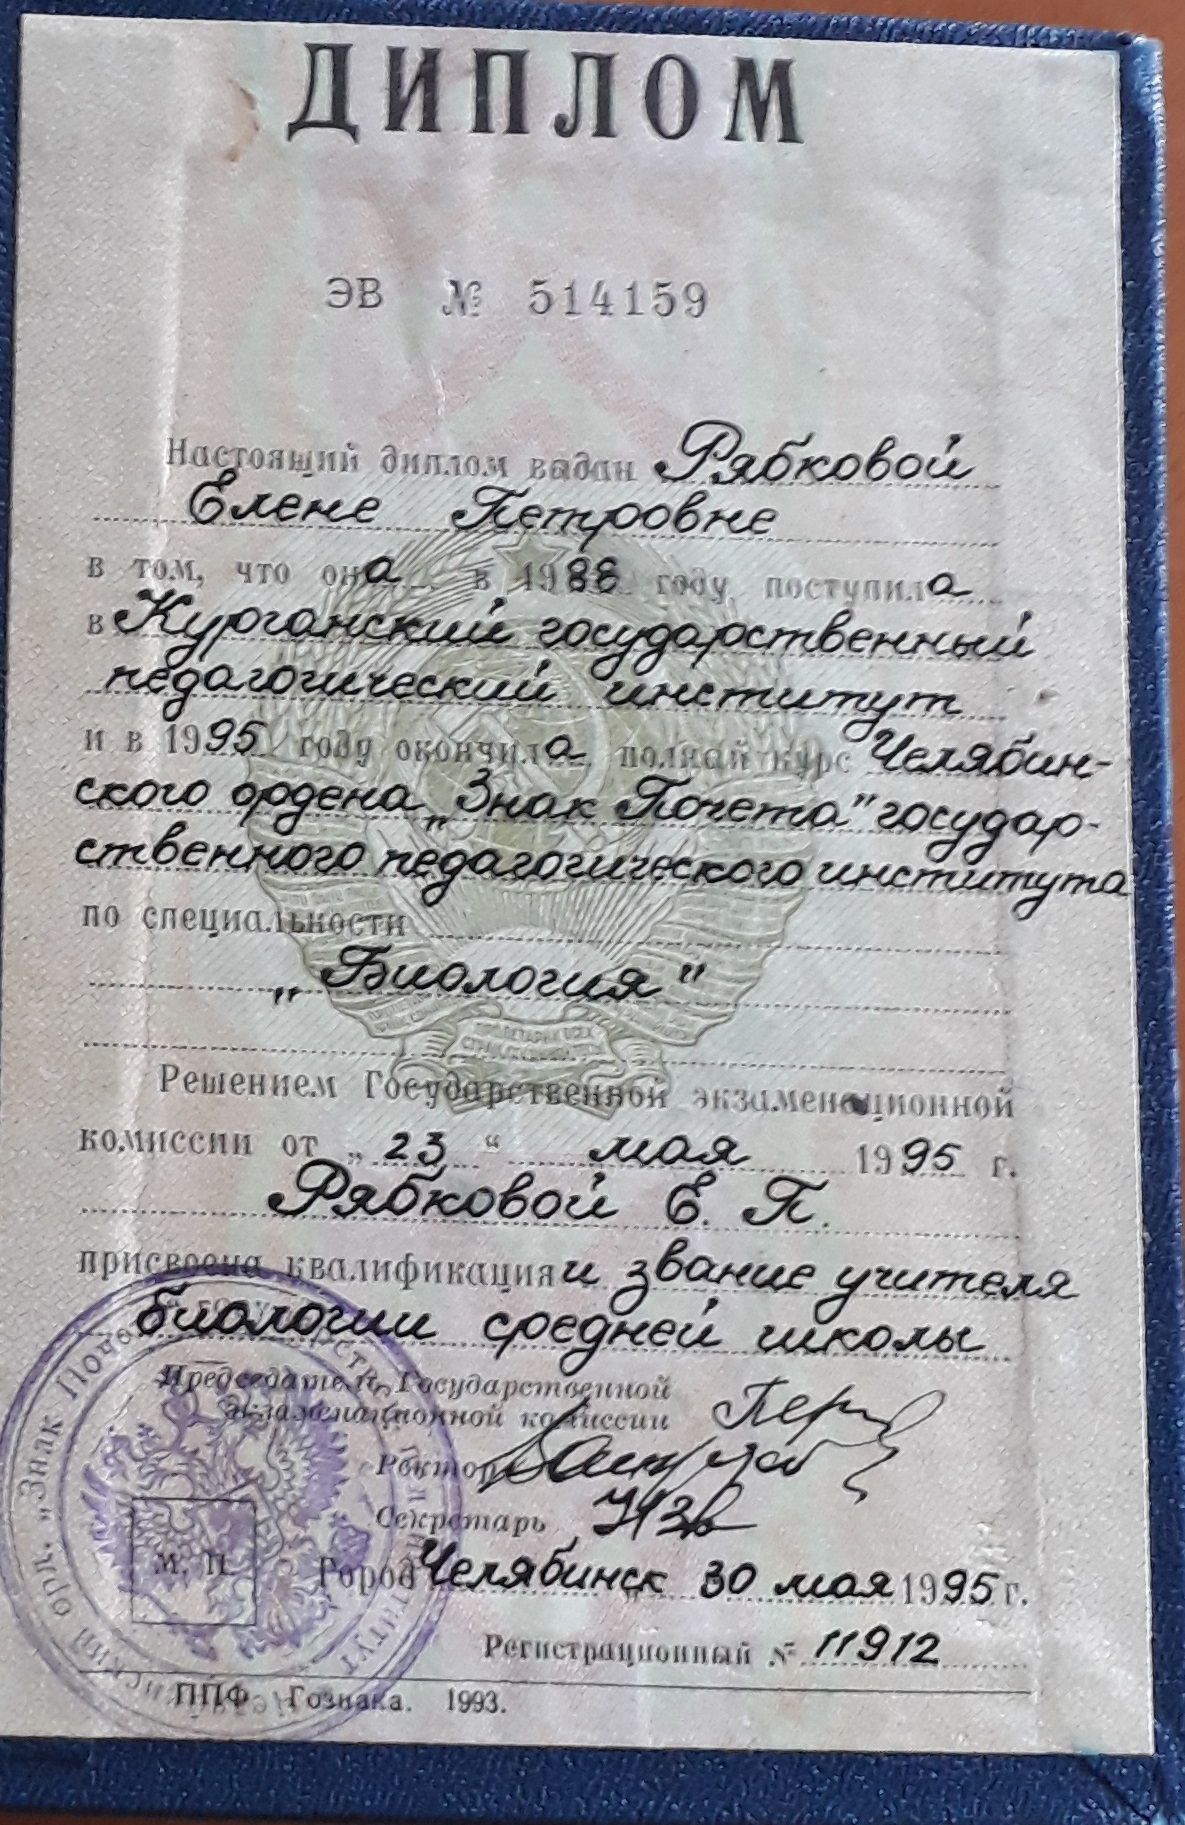 ДИПЛОМ
ЭВ № 514159
Настоящий диплом выдан Рябковой
Елене Петровне
в том, что она в 1988 году поступила
в Курганский государственный
педагогический институт
и в 1995 году окончила полный курс Челябин-
ского ордена „Знак Почета" государ-
ственного педагогического института
по специальности
„Биология"
Решением Государственной экзаменационной
комиссии от „23" мая 1995 г.
Рябковой Е. П.
присвоена квалификация и звание учителя
биологии средней школы
Председатель Государственной
экзаменационной комиссии
Ректор
Секретарь
М. П.
Город Челябинск 30 мая 1995 г.
Регистрационный № 11912
ППФ Гознака. 1993.